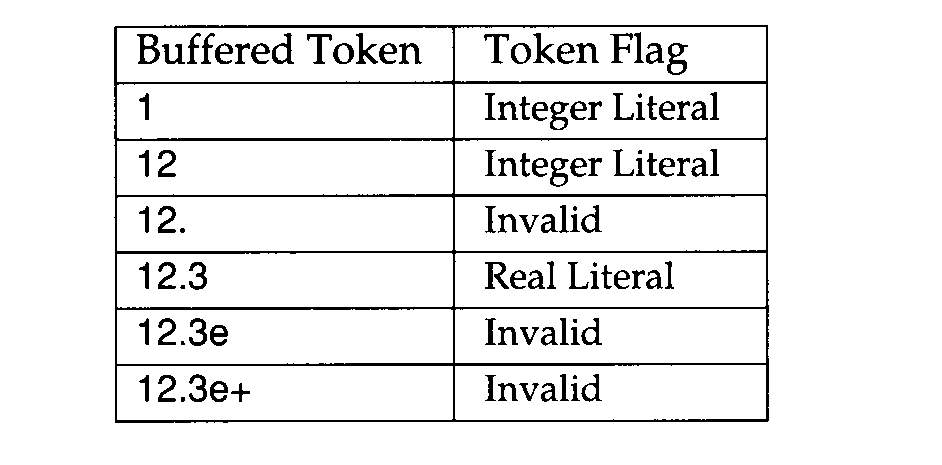 Buffered Token Token Flag
1 Integer Literal
12 Integer Literal
12. Invalid
12.3 Real Literal
12.3e Invalid
12.3e+ Invalid